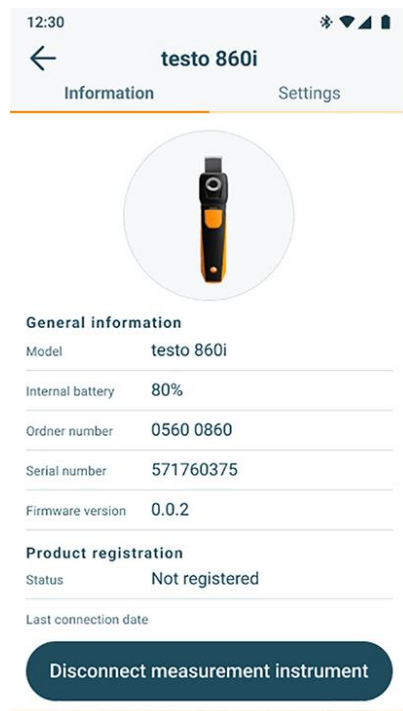 12:30
testo 860i
Information Settings
General information
Model testo 860i
Internal battery 80%
Ordner number 0560 0860
Serial number 571760375
Firmware version 0.0.2
Product registration
Status Not registered
Last connection date
Disconnect measurement instrument